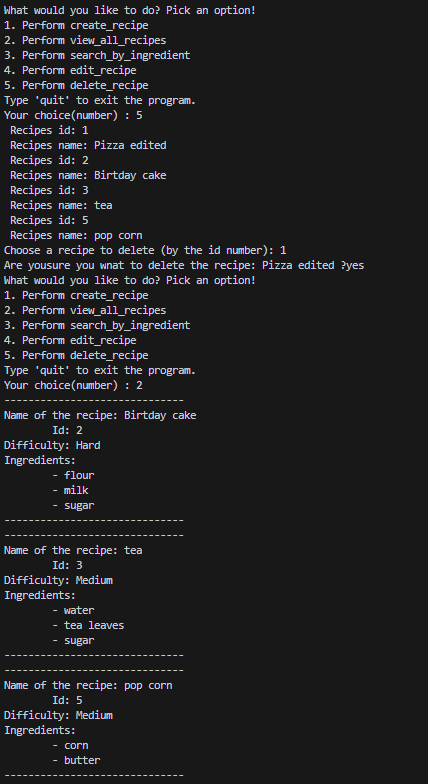 What would you like to do? Pick an option!
1. Perform create_recipe
2. Perform view_all_recipes
3. Perform search_by_ingredient
4. Perform edit_recipe
5. Perform delete_recipe
Type 'quit' to exit the program.
Your choice(number) : 5
 Recipes id: 1
 Recipes name: Pizza edited
 Recipes id: 2
 Recipes name: Birtday cake
 Recipes id: 3
 Recipes name: tea
 Recipes id: 5
 Recipes name: pop corn
Choose a recipe to delete (by the id number): 1
Are yousure you wnat to delete the recipe: Pizza edited ?yes
What would you like to do? Pick an option!
1. Perform create_recipe
2. Perform view_all_recipes
3. Perform search_by_ingredient
4. Perform edit_recipe
5. Perform delete_recipe
Type 'quit' to exit the program.
Your choice(number) : 2
------------------------------
Name of the recipe: Birtday cake
        Id: 2
Difficulty: Hard
Ingredients:
        - flour
        - milk
        - sugar
------------------------------
------------------------------
Name of the recipe: tea
        Id: 3
Difficulty: Medium
Ingredients:
        - water
        - tea leaves
        - sugar
------------------------------
------------------------------
Name of the recipe: pop corn
        Id: 5
Difficulty: Medium
Ingredients:
        - corn
        - butter
------------------------------